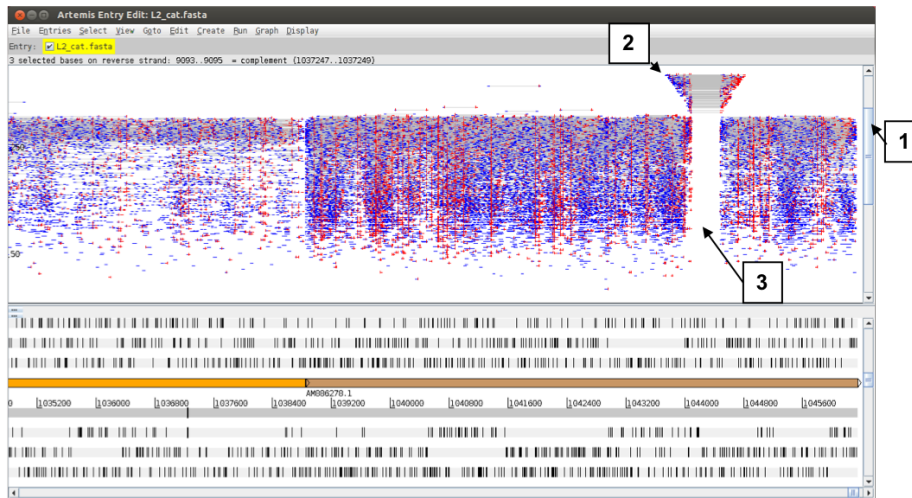 Artemis Entry Edit: L2_cat.fasta
File Entries Select View Goto Edit Create Run Graph Display
Entry: L2_cat.fasta
3 selected bases on reverse strand: 9093..9095 = complement (1037247..1037249)
2
1
3
AM886278.1
1035200 1036000 1036800 1037600 1038400 1039200 1040000 1040800 1041600 1042400 1043200 1044000 1044800 1045600